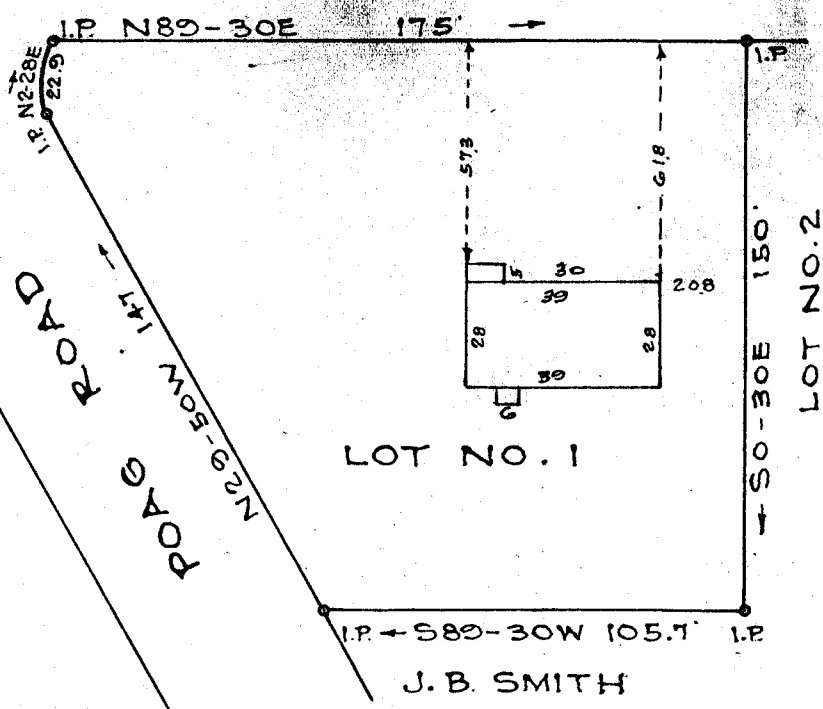 I.P. N89-30E 175' →
I.P.
N2-28E
22.9
I.P.
57.3
61.8
5
30
39
20.8
28
28
39
6
LOT NO. 1
S0-30E 150'
LOT NO. 2
N29-50W 147
POAG ROAD
I.P. ← S89-30W 105.7' I.P.
J. B. SMITH